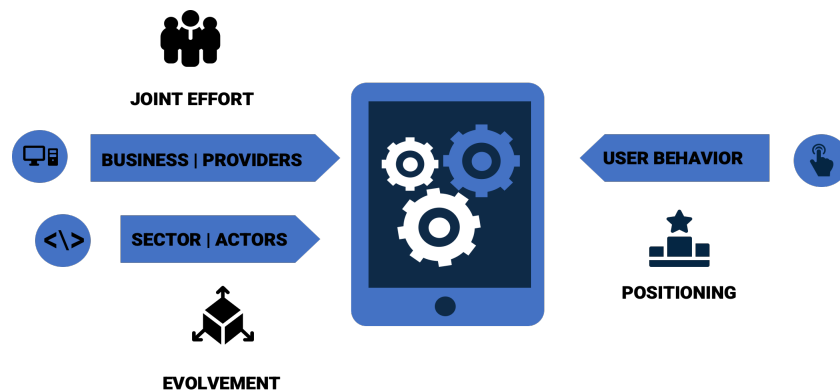 JOINT EFFORT
BUSINESS | PROVIDERS
USER BEHAVIOR
<\>
SECTOR | ACTORS
POSITIONING
EVOLVEMENT